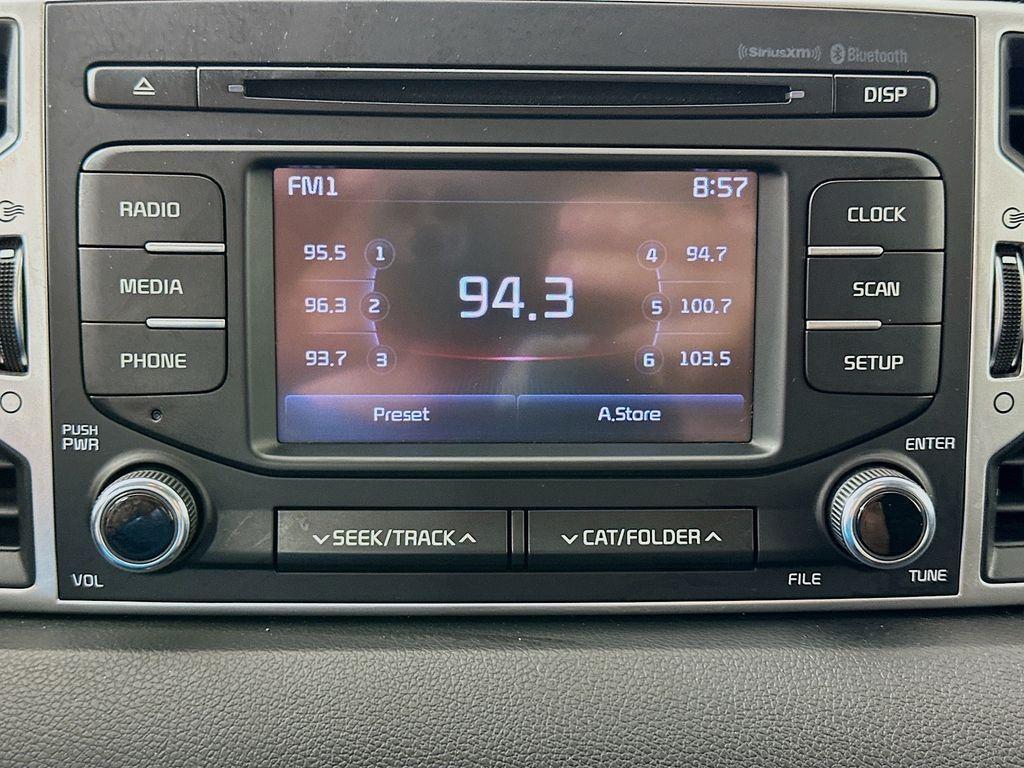 ((SiriusXM)) Bluetooth
DISP
FM1 8:57
RADIO
MEDIA
PHONE
95.5 1
96.3 2
93.7 3
94.3
4 94.7
5 100.7
6 103.5
Preset A.Store
CLOCK
SCAN
SETUP
PUSH
PWR
VOL
SEEK/TRACK
CAT/FOLDER
ENTER
FILE
TUNE